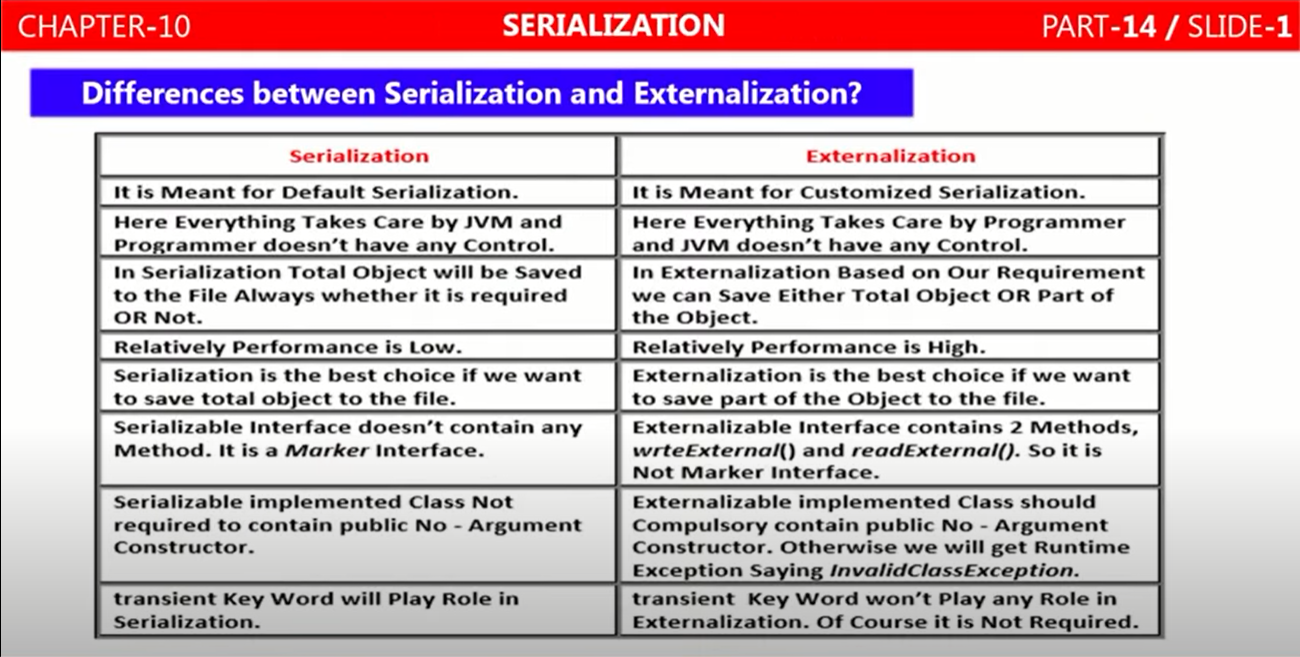 CHAPTER-10 SERIALIZATION PART-14 / SLIDE-1
Differences between Serialization and Externalization?
Serialization
Externalization
It is Meant for Default Serialization.
It is Meant for Customized Serialization.
Here Everything Takes Care by JVM and
Programmer doesn't have any Control.
Here Everything Takes Care by Programmer
and JVM doesn't have any Control.
In Serialization Total Object will be Saved
to the File Always whether it is required
OR Not.
In Externalization Based on Our Requirement
we can Save Either Total Object OR Part of
the Object.
Relatively Performance is Low.
Relatively Performance is High.
Serialization is the best choice if we want
to save total object to the file.
Externalization is the best choice if we want
to save part of the Object to the file.
Serializable Interface doesn't contain any
Method. It is a Marker Interface.
Externalizable Interface contains 2 Methods,
wrteExternal() and readExternal(). So it is
Not Marker Interface.
Serializable implemented Class Not
required to contain public No - Argument
Constructor.
Externalizable implemented Class should
Compulsory contain public No - Argument
Constructor. Otherwise we will get Runtime
Exception Saying InvalidClassException.
transient Key Word will Play Role in
Serialization.
transient Key Word won't Play any Role in
Externalization. Of Course it is Not Required.